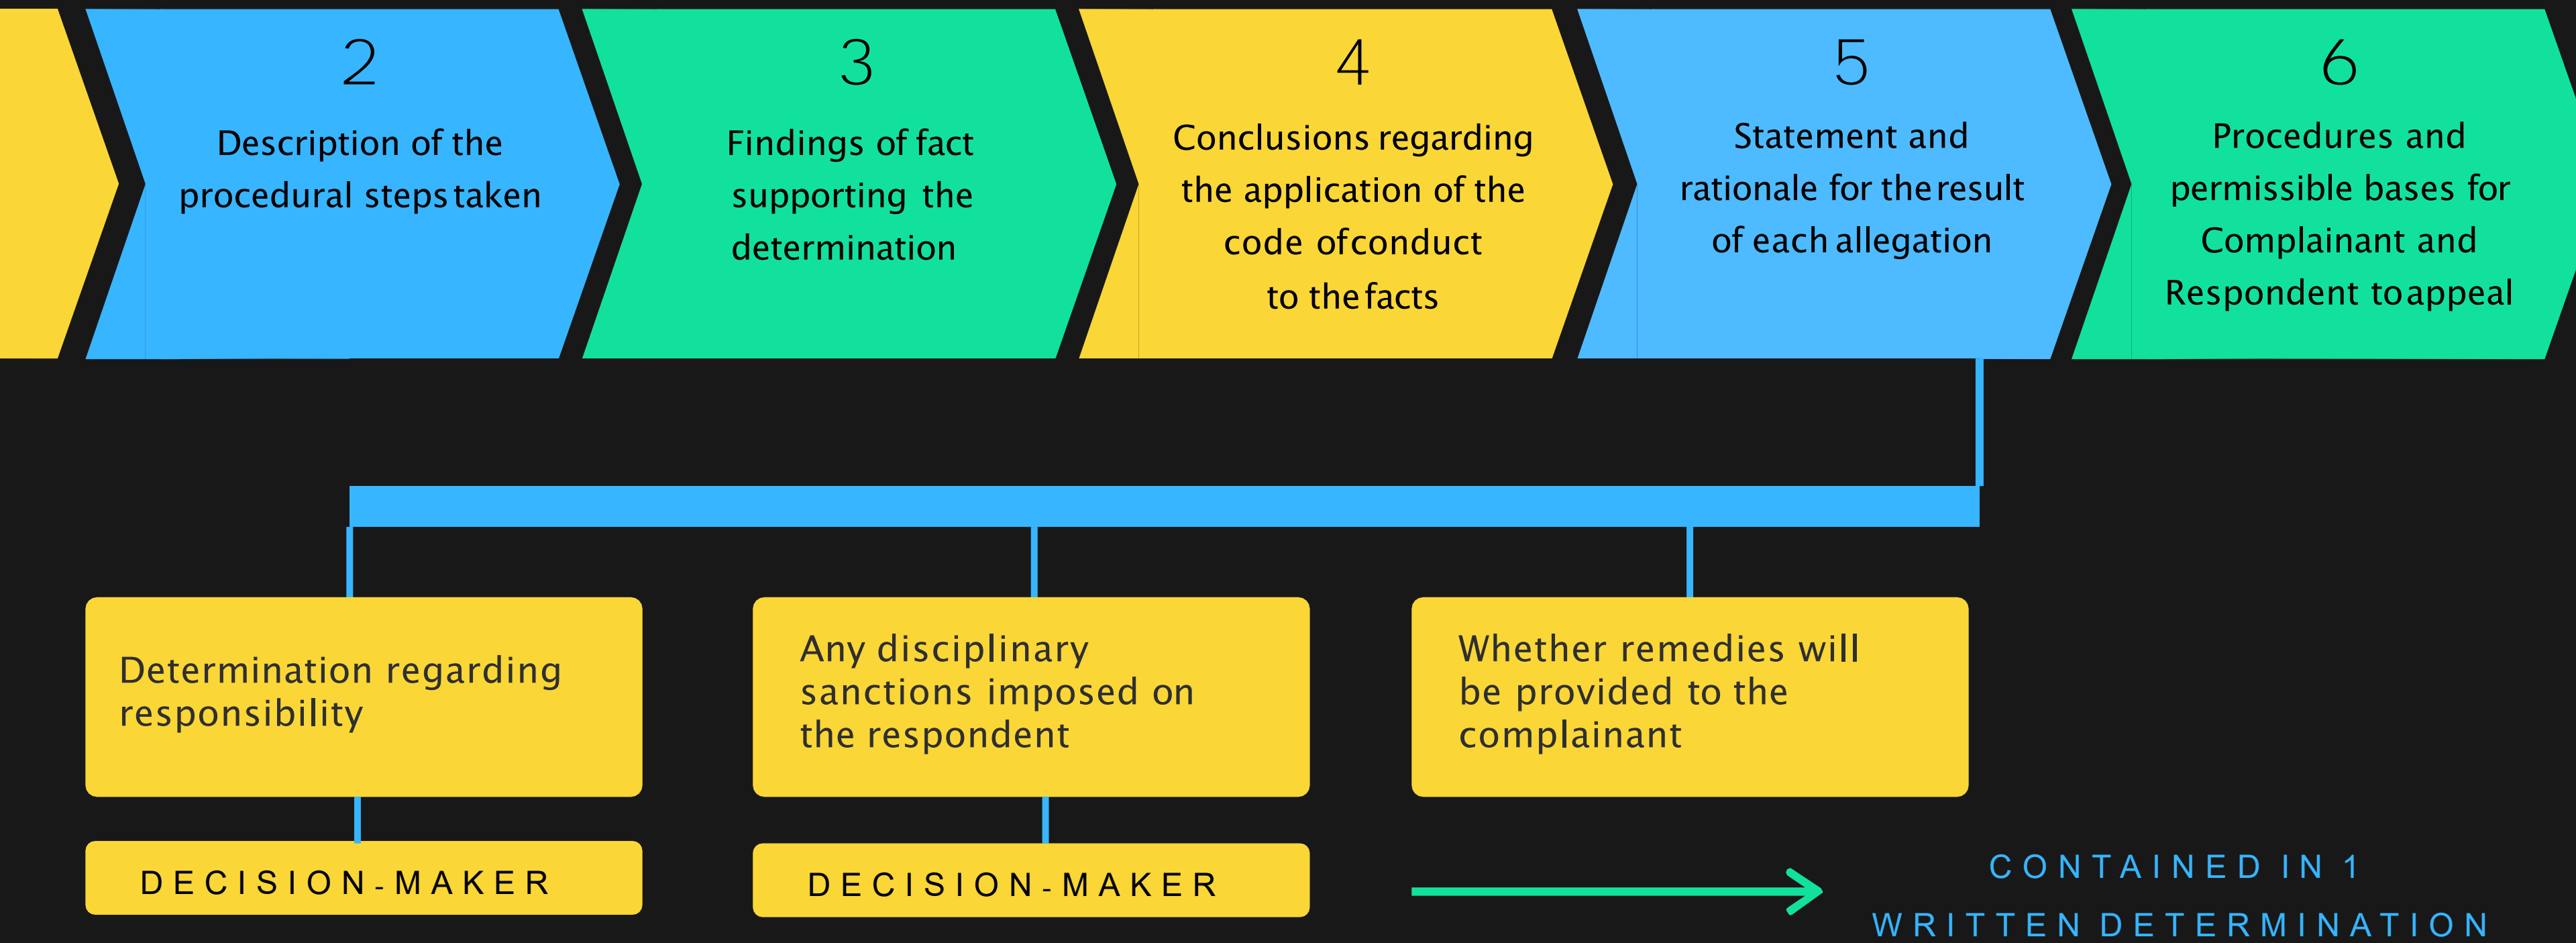 2
Description of the
procedural steps taken
3
Findings of fact
supporting the
determination
4
Conclusions regarding
the application of the
code of conduct
to the facts
5
Statement and
rationale for the result
of each allegation
6
Procedures and
permissible bases for
Complainant and
Respondent to appeal
Determination regarding
responsibility
Any disciplinary
sanctions imposed on
the respondent
Whether remedies will
be provided to the
complainant
DECISION-MAKER
DECISION-MAKER
CONTAINED IN 1
WRITTEN DETERMINATION